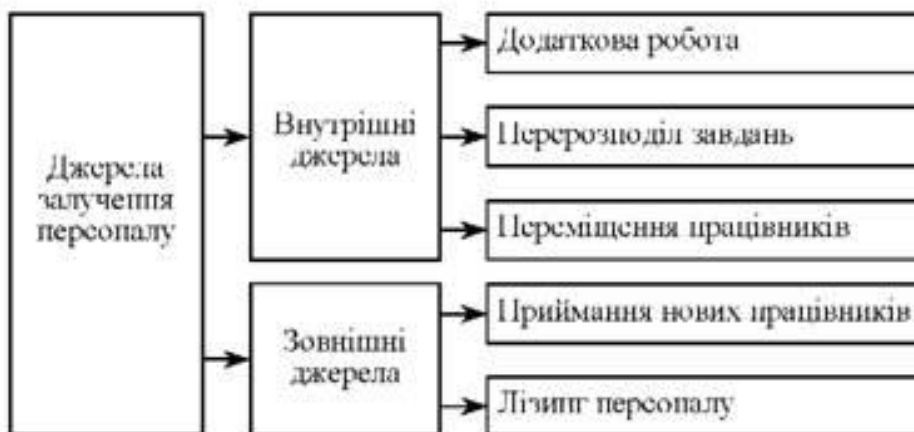 Джерела
залучення
персоналу
Внутрішні
джерела
Додаткова робота
Перерозподіл завдань
Переміщення працівників
Зовнішні
джерела
Приймання нових працівників
Лізинг персоналу